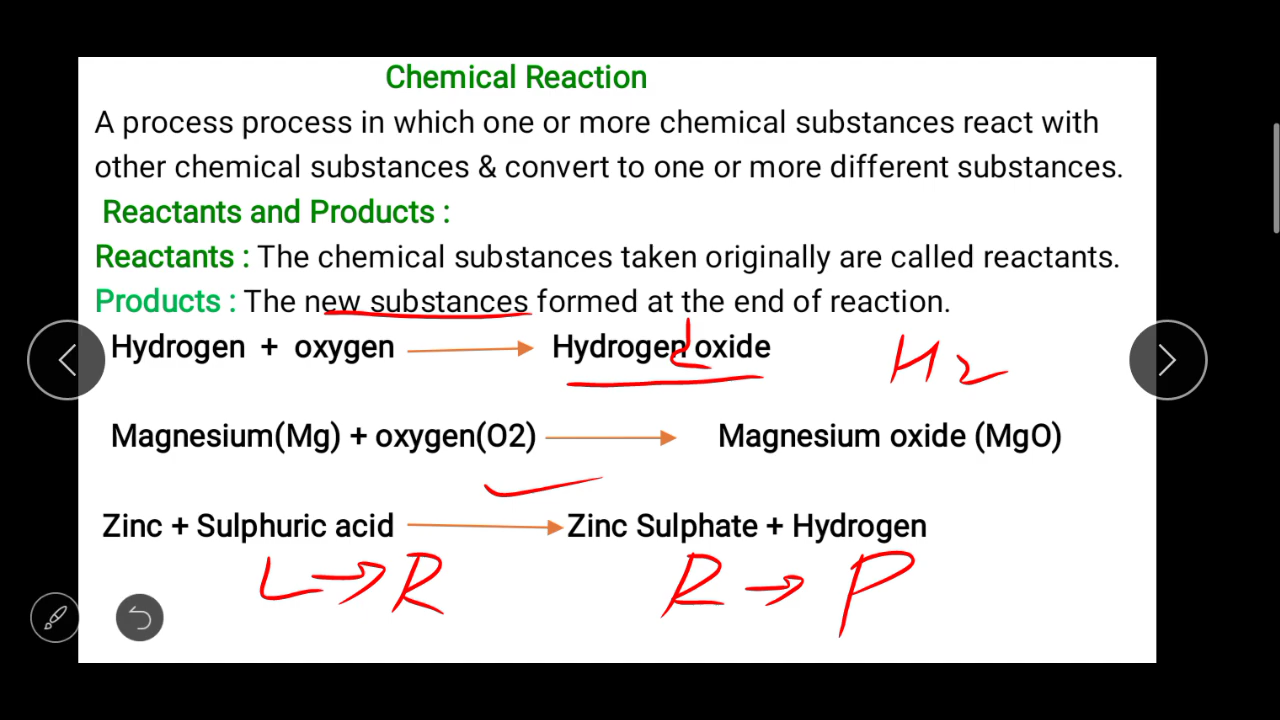 Chemical Reaction
A process process in which one or more chemical substances react with
other chemical substances & convert to one or more different substances.
Reactants and Products :
Reactants : The chemical substances taken originally are called reactants.
Products : The new substances formed at the end of reaction.
Hydrogen + oxygen → Hydrogen oxide H2
Magnesium(Mg) + oxygen(O2) → Magnesium oxide (MgO)
Zinc + Sulphuric acid → Zinc Sulphate + Hydrogen
L → R R → P